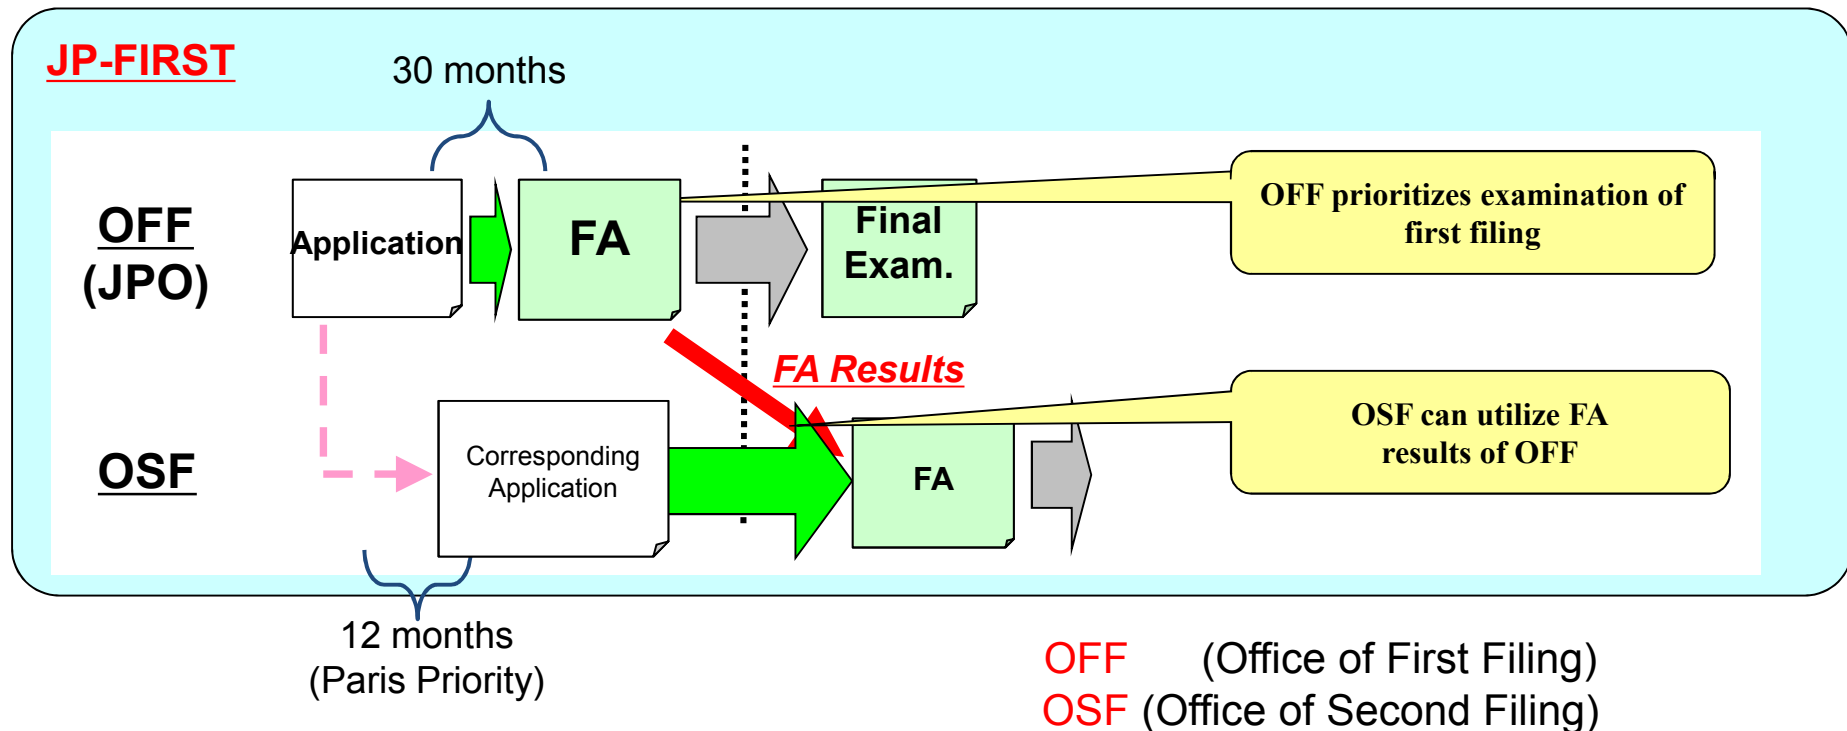 JP-FIRST
30 months
OFF
(JPO)
Application
FA
Final
Exam.
OFF prioritizes examination of
first filing
FA Results
OSF
Corresponding
Application
FA
OSF can utilize FA
results of OFF
12 months
(Paris Priority)
OFF (Office of First Filing)
OSF (Office of Second Filing)